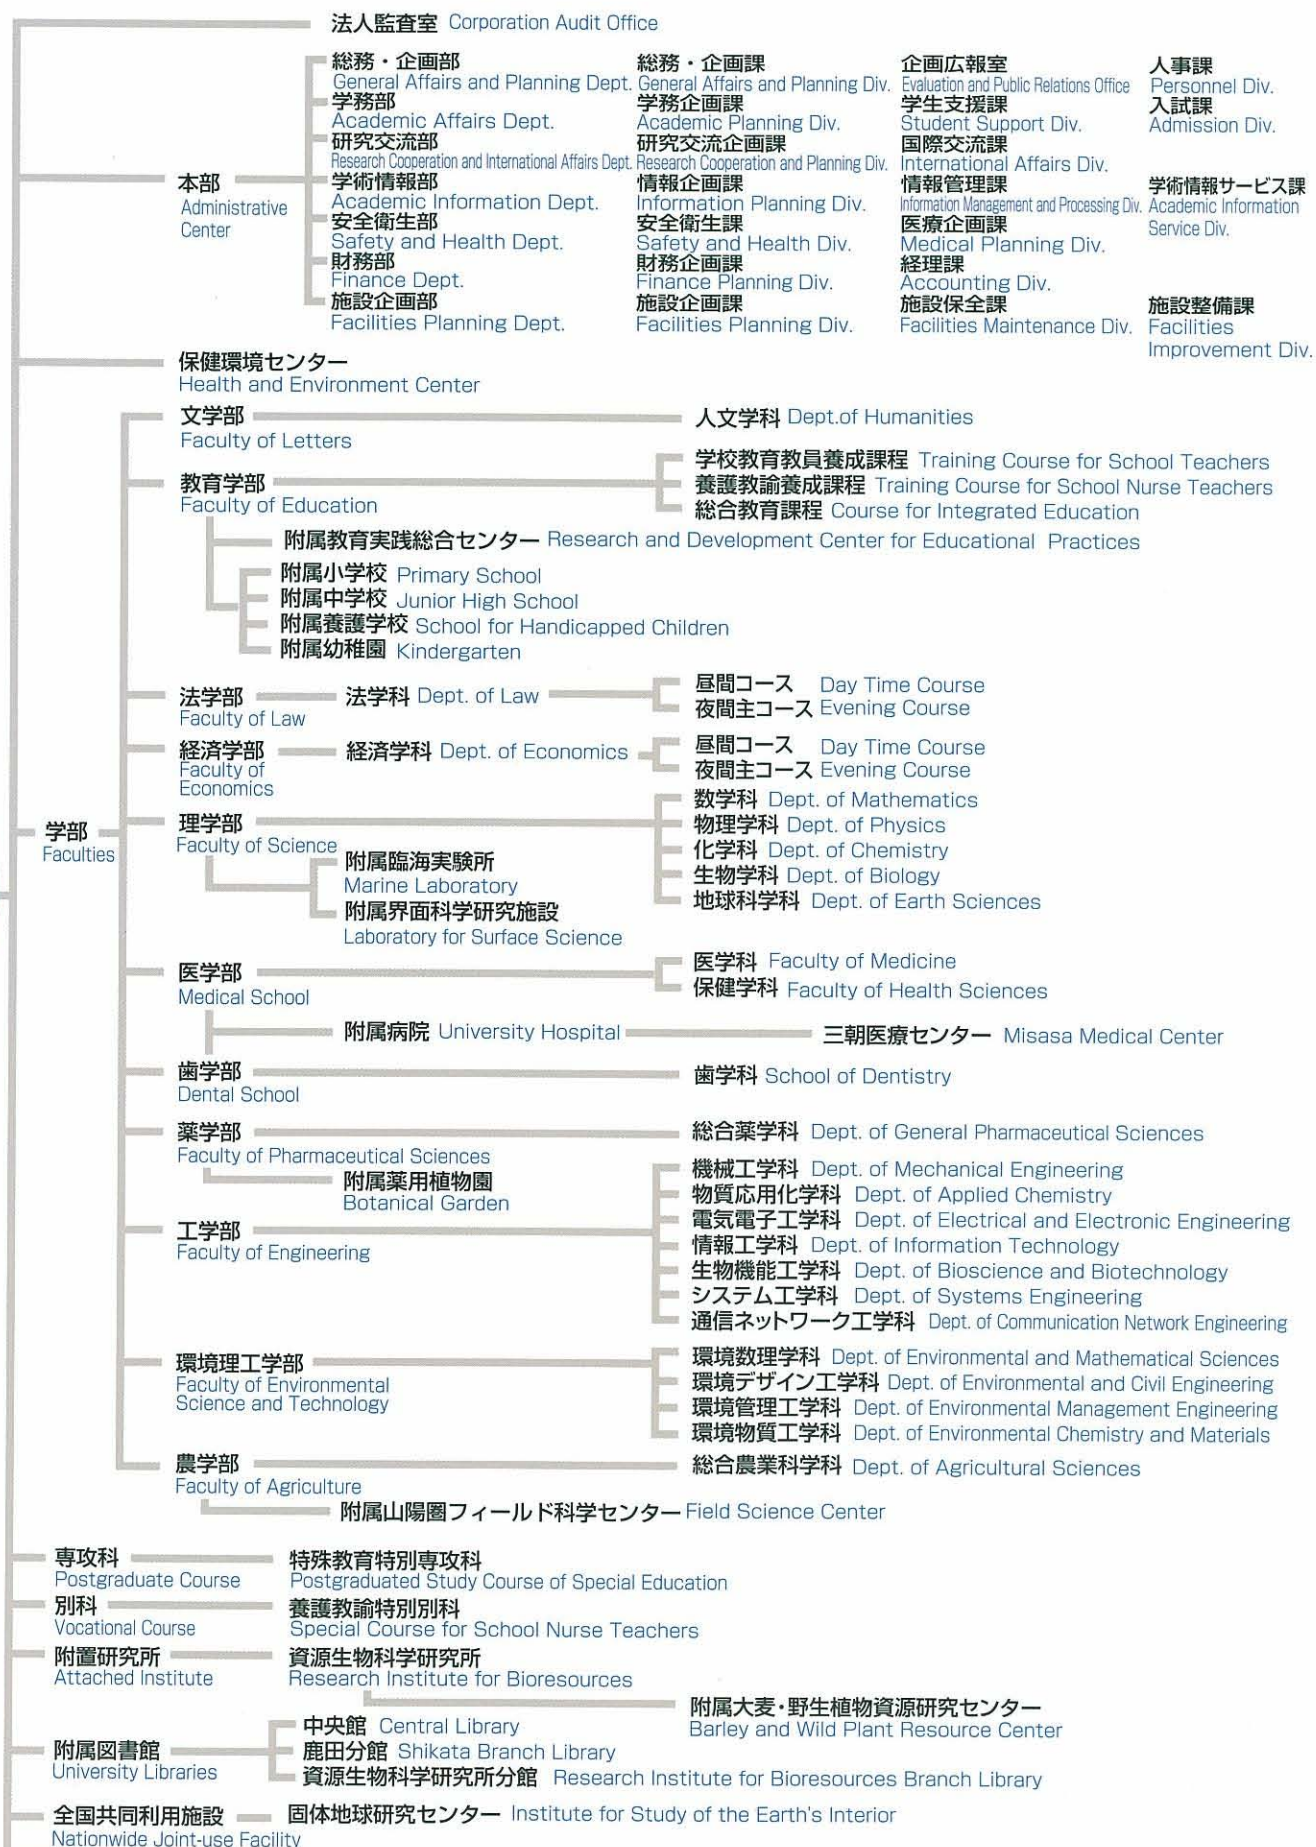 法人監査室 Corporation Audit Office
総務・企画部 総務・企画課 企画広報室 人事課
General Affairs and Planning Dept. General Affairs and Planning Div. Evaluation and Public Relations Office Personnel Div.
学務部 学務企画課 学生支援課 入試課
Academic Affairs Dept. Academic Planning Div. Student Support Div. Admission Div.
研究交流部 研究交流企画課 国際交流課
Research Cooperation and International Affairs Dept. Research Cooperation and Planning Div. International Affairs Div.
本部 学術情報部 情報企画課 情報管理課 学術情報サービス課
Administrative Academic Information Dept. Information Planning Div. Information Management and Processing Div. Academic Information
Center 安全衛生部 安全衛生課 医療企画課 Service Div.
Safety and Health Dept. Safety and Health Div. Medical Planning Div.
財務部 財務企画課 経理課
Finance Dept. Finance Planning Div. Accounting Div.
施設企画部 施設企画課 施設保全課 施設整備課
Facilities Planning Dept. Facilities Planning Div. Facilities Maintenance Div. Facilities
Improvement Div.
保健環境センター
Health and Environment Center
文学部 人文学科 Dept.of Humanities
Faculty of Letters
学校教育教員養成課程 Training Course for School Teachers
教育学部 養護教諭養成課程 Training Course for School Nurse Teachers
Faculty of Education 総合教育課程 Course for Integrated Education
附属教育実践総合センター Research and Development Center for Educational Practices
附属小学校 Primary School
附属中学校 Junior High School
附属養護学校 School for Handicapped Children
附属幼稚園 Kindergarten
法学部 法学科 Dept. of Law 昼間コース Day Time Course
Faculty of Law 夜間主コース Evening Course
経済学部 経済学科 Dept. of Economics 昼間コース Day Time Course
Faculty of 夜間主コース Evening Course
Economics
数学科 Dept. of Mathematics
学部 理学部 物理学科 Dept. of Physics
Faculties Faculty of Science 化学科 Dept. of Chemistry
附属臨海実験所 生物学科 Dept. of Biology
Marine Laboratory 地球科学科 Dept. of Earth Sciences
附属界面科学研究施設
Laboratory for Surface Science
医学部 医学科 Faculty of Medicine
Medical School 保健学科 Faculty of Health Sciences
附属病院 University Hospital 三朝医療センター Misasa Medical Center
歯学部 歯学科 School of Dentistry
Dental School
薬学部 総合薬学科 Dept. of General Pharmaceutical Sciences
Faculty of Pharmaceutical Sciences
附属薬用植物園 機械工学科 Dept. of Mechanical Engineering
Botanical Garden 物質応用化学科 Dept. of Applied Chemistry
工学部 電気電子工学科 Dept. of Electrical and Electronic Engineering
Faculty of Engineering 情報工学科 Dept. of Information Technology
生物機能工学科 Dept. of Bioscience and Biotechnology
システム工学科 Dept. of Systems Engineering
通信ネットワーク工学科 Dept. of Communication Network Engineering
環境理工学部 環境数理学科 Dept. of Environmental and Mathematical Sciences
Faculty of Environmental 環境デザイン工学科 Dept. of Environmental and Civil Engineering
Science and Technology 環境管理工学科 Dept. of Environmental Management Engineering
環境物質工学科 Dept. of Environmental Chemistry and Materials
農学部 総合農業科学科 Dept. of Agricultural Sciences
Faculty of Agriculture
附属山陽圏フィールド科学センター Field Science Center
専攻科 特殊教育特別専攻科
Postgraduate Course Postgraduated Study Course of Special Education
別科 養護教諭特別別科
Vocational Course Special Course for School Nurse Teachers
附置研究所 資源生物科学研究所
Attached Institute Research Institute for Bioresources
附属大麦・野生植物資源研究センター
Barley and Wild Plant Resource Center
中央館 Central Library
附属図書館 鹿田分館 Shikata Branch Library
University Libraries 資源生物科学研究所分館 Research Institute for Bioresources Branch Library
全国共同利用施設 固体地球研究センター Institute for Study of the Earth's Interior
Nationwide Joint-use Facility